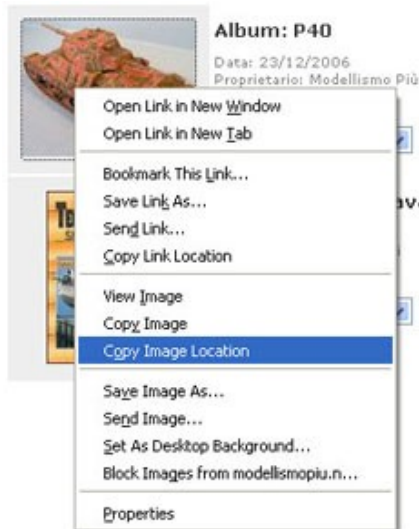 Album: P40
Data: 23/12/2006
Proprietario: Modellismo Più
Open Link in New Window
Open Link in New Tab
Bookmark This Link...
Save Link As...
Send Link...
Copy Link Location
View Image
Copy Image
Copy Image Location
Save Image As...
Send Image...
Set As Desktop Background...
Block Images from modellismopiu.n...
Properties